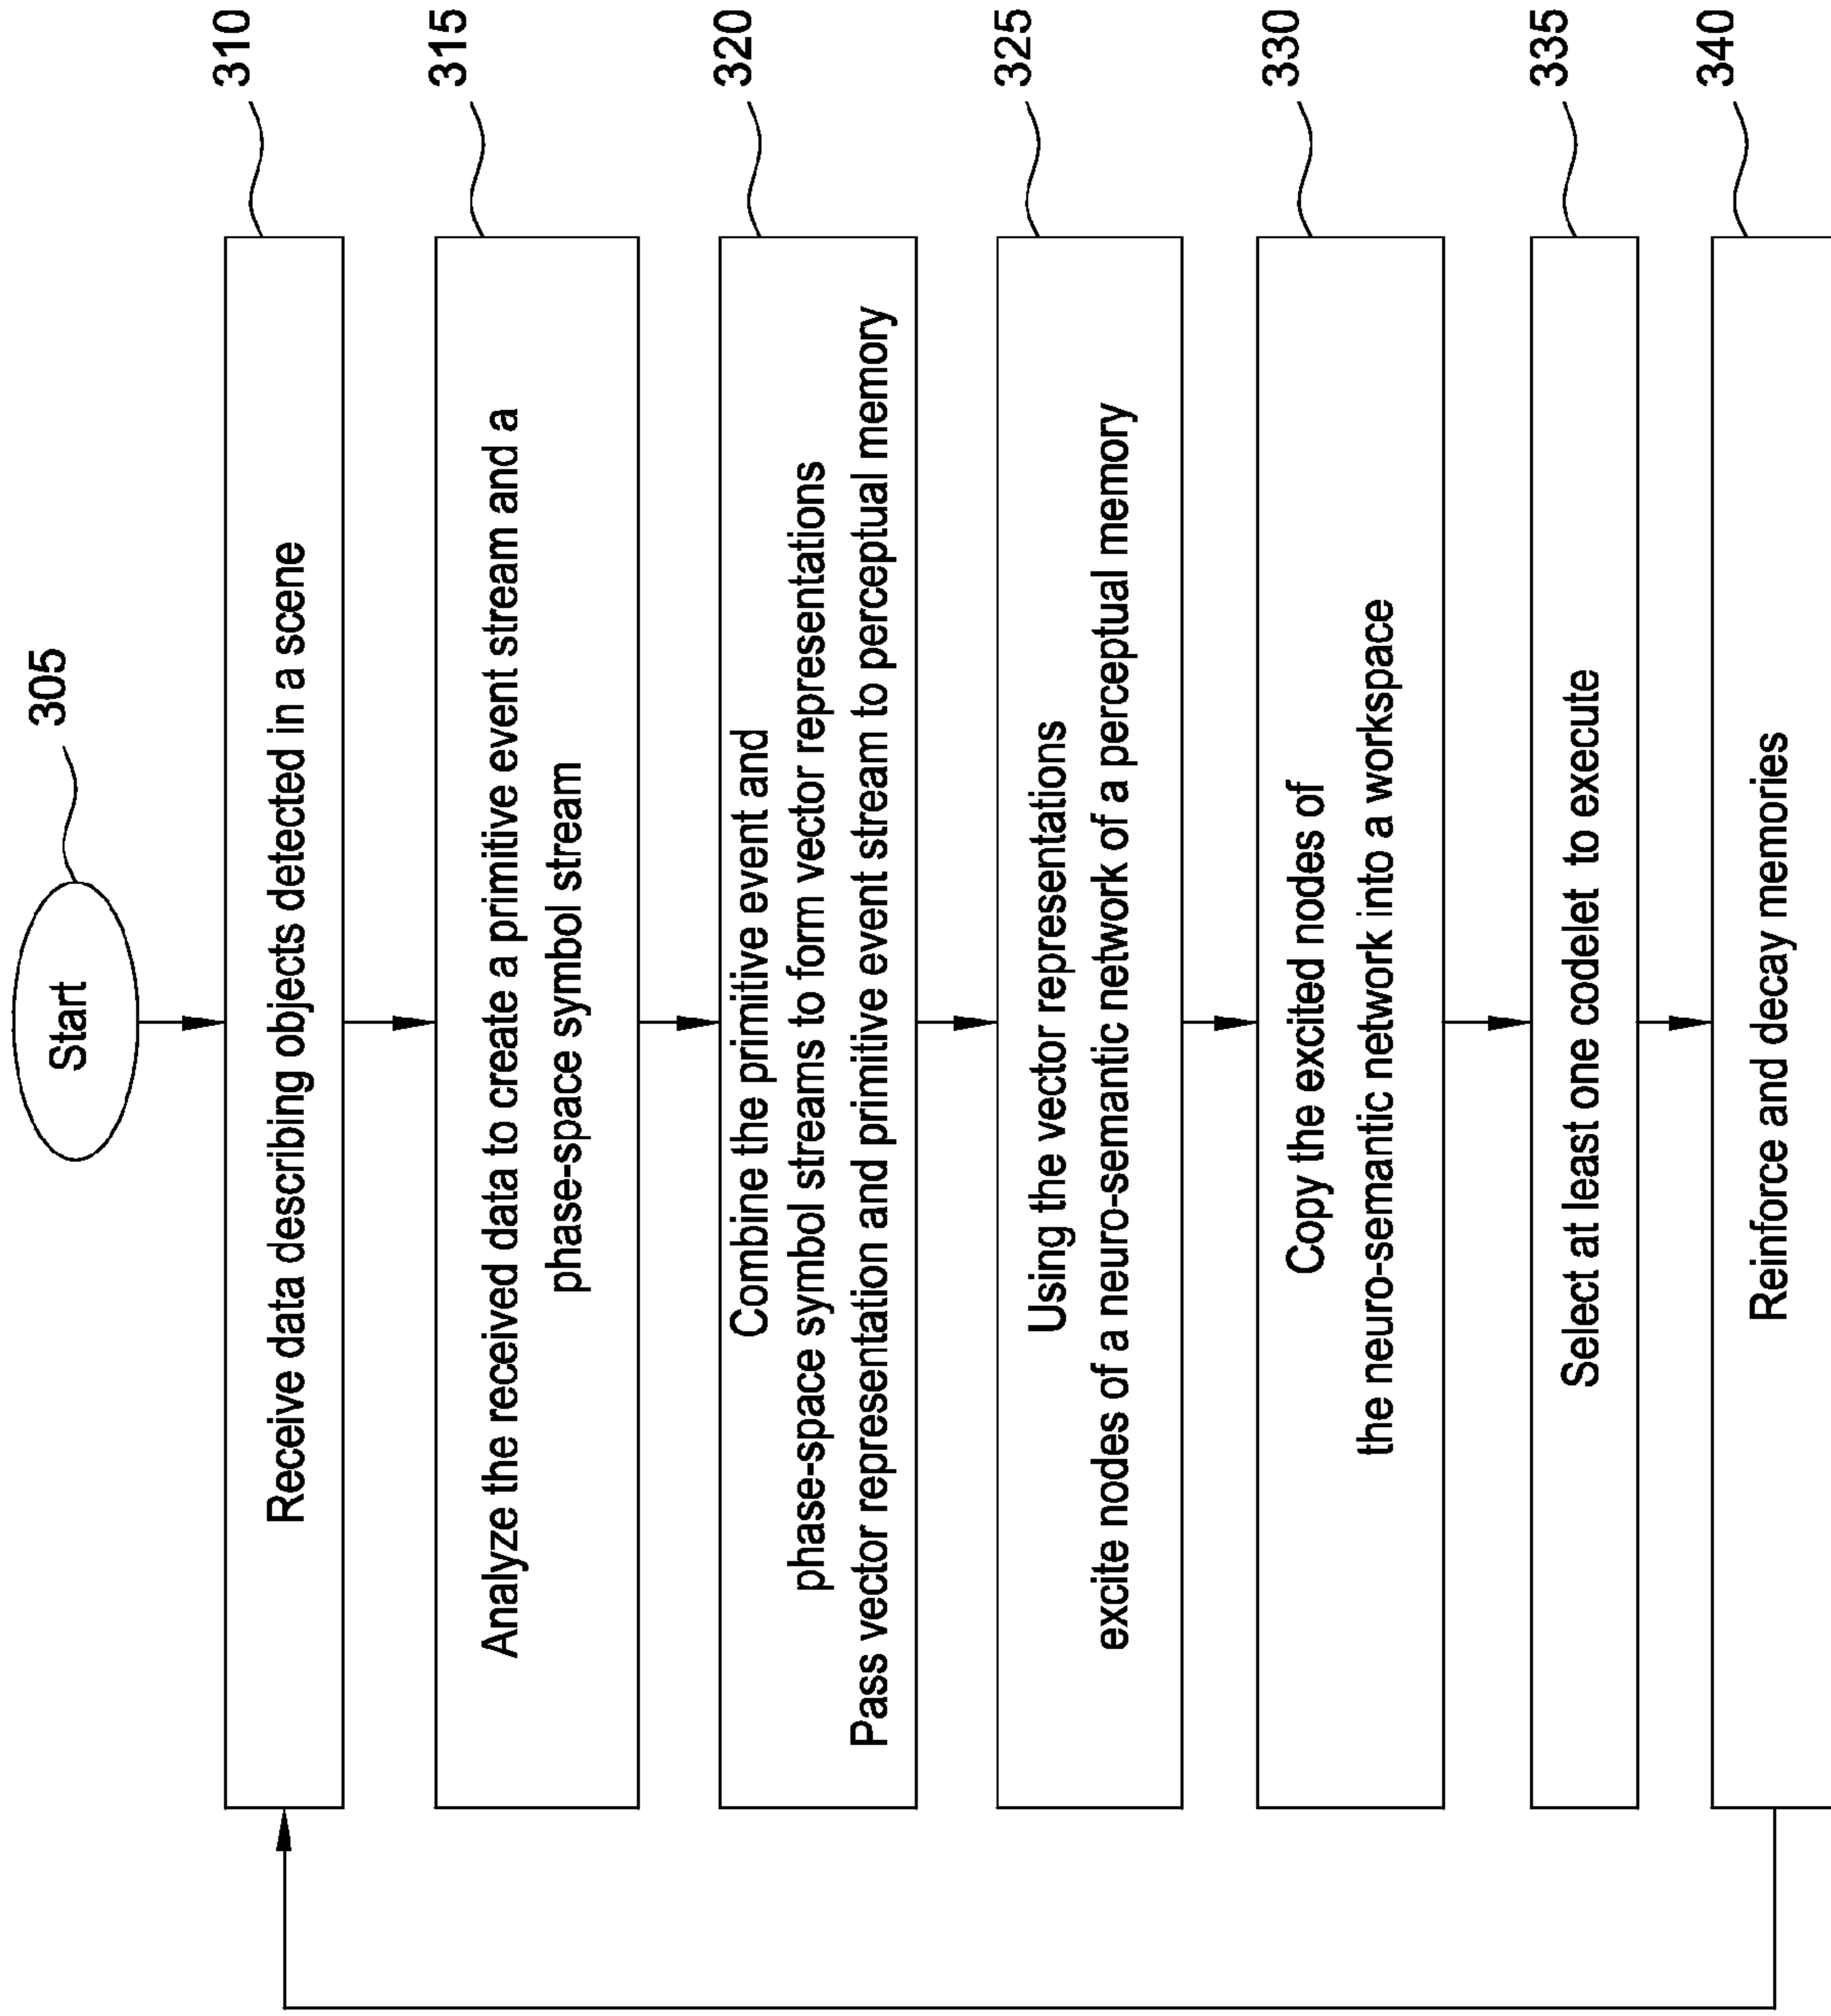 Start
305
Receive data describing objects detected in a scene
310
Analyze the received data to create a primitive event stream and a
phase-space symbol stream
315
Combine the primitive event and
phase-space symbol streams to form vector representations
Pass vector representation and primitive event stream to perceptual memory
320
Using the vector representations
excite nodes of a neuro-semantic network of a perceptual memory
325
Copy the excited nodes of
the neuro-semantic network into a workspace
330
Select at least one codelet to execute
335
Reinforce and decay memories
340